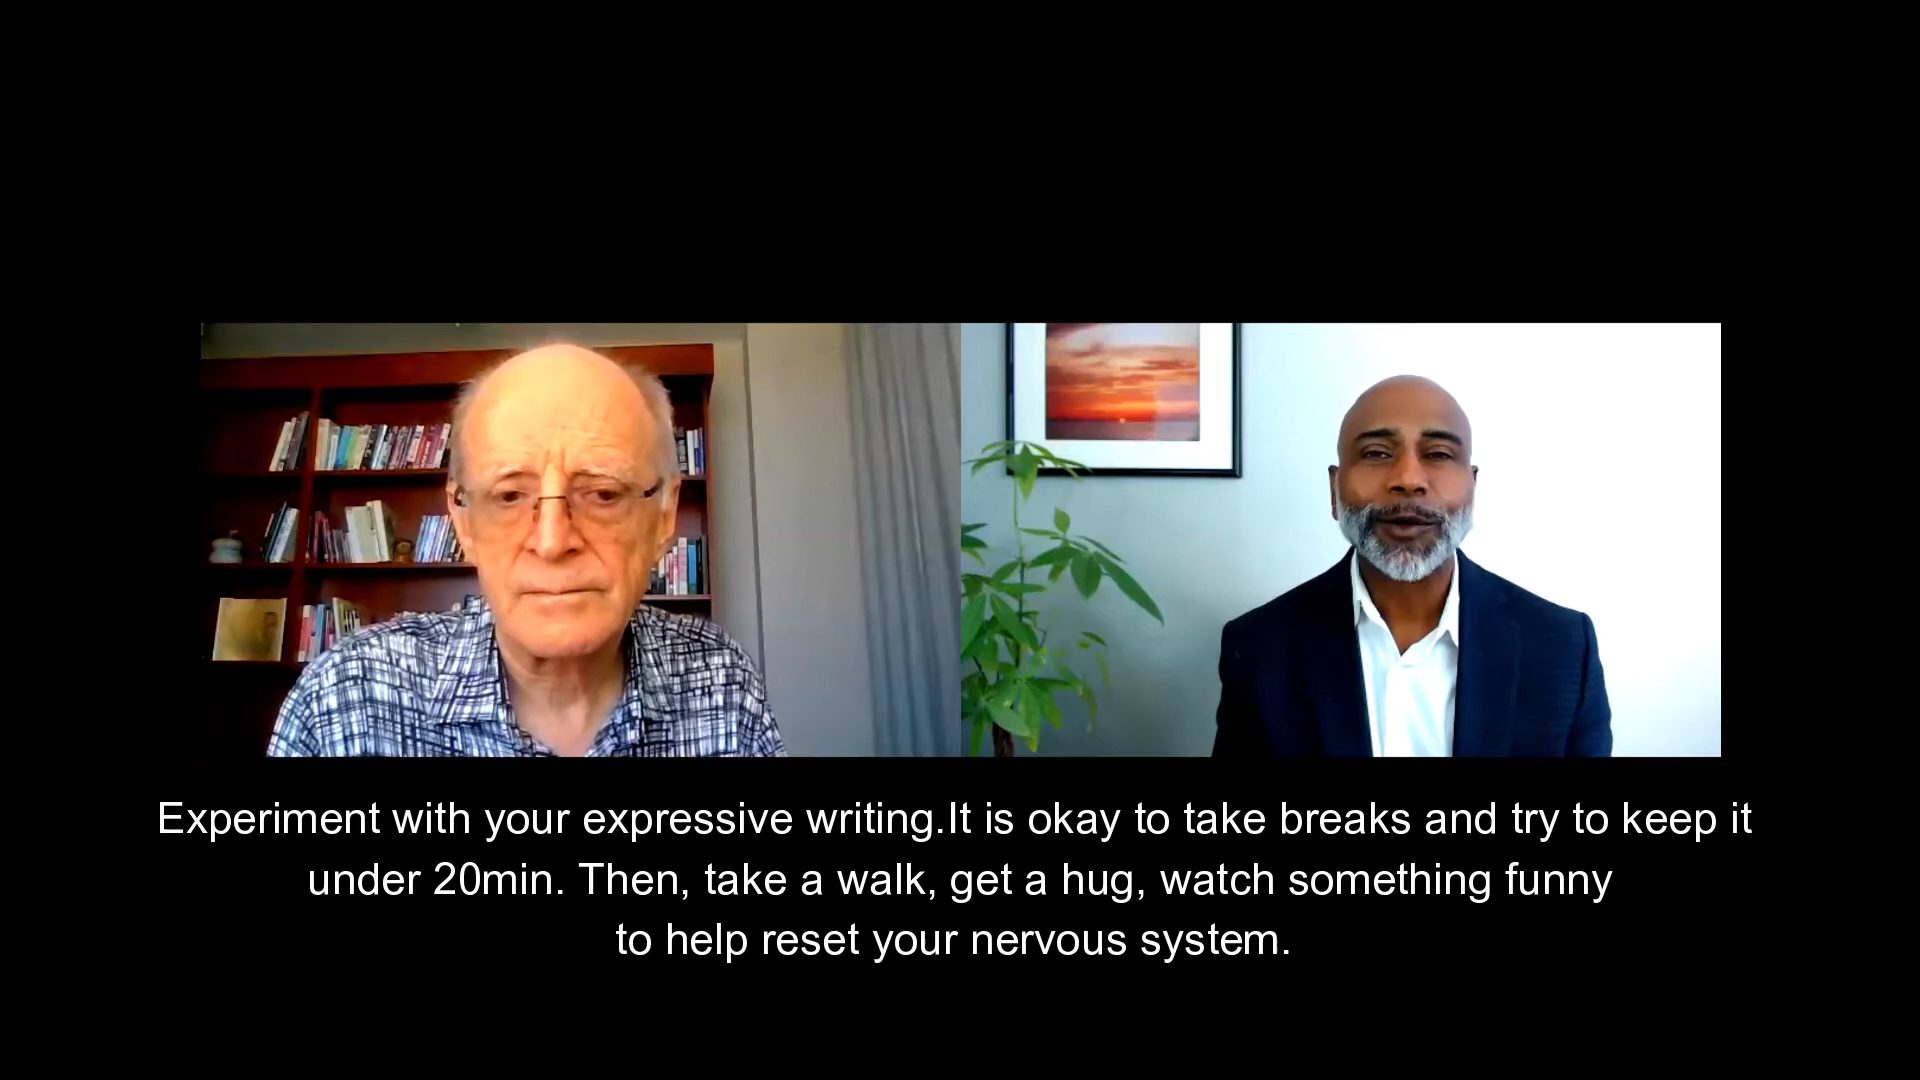 Experiment with your expressive writing.It is okay to take breaks and try to keep it
under 20min. Then, take a walk, get a hug, watch something funny
to help reset your nervous system.